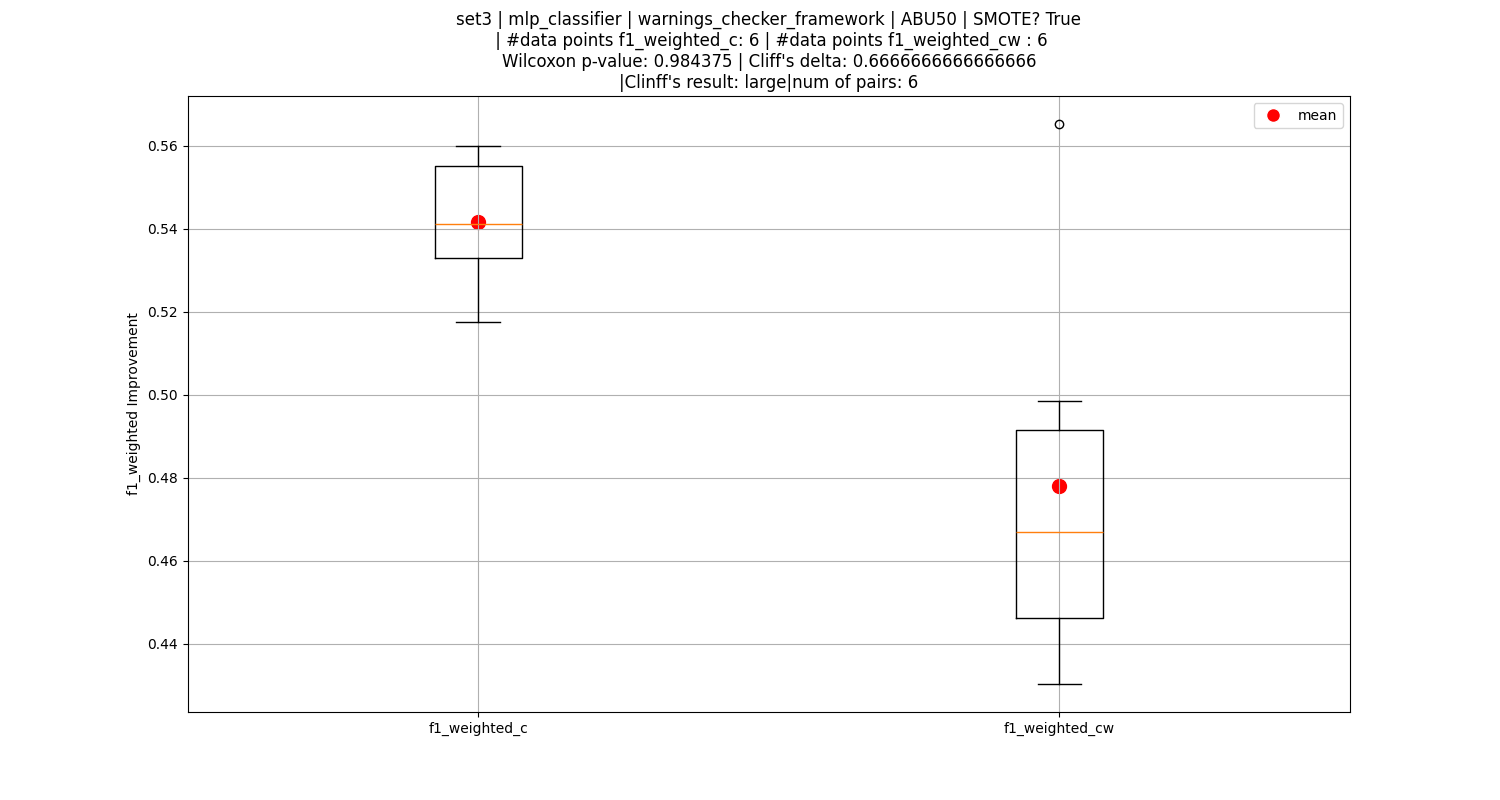 set3 | mlp_classifier | warnings_checker_framework | ABU50 | SMOTE? True
| #data points f1_weighted_c: 6 | #data points f1_weighted_cw : 6
Wilcoxon p-value: 0.984375 | Cliff's delta: 0.6666666666666666
|Clinff's result: large|num of pairs: 6
mean
0.56
0.54
0.52
0.50
0.48
0.46
0.44
f1_weighted Improvement
f1_weighted_c
f1_weighted_cw